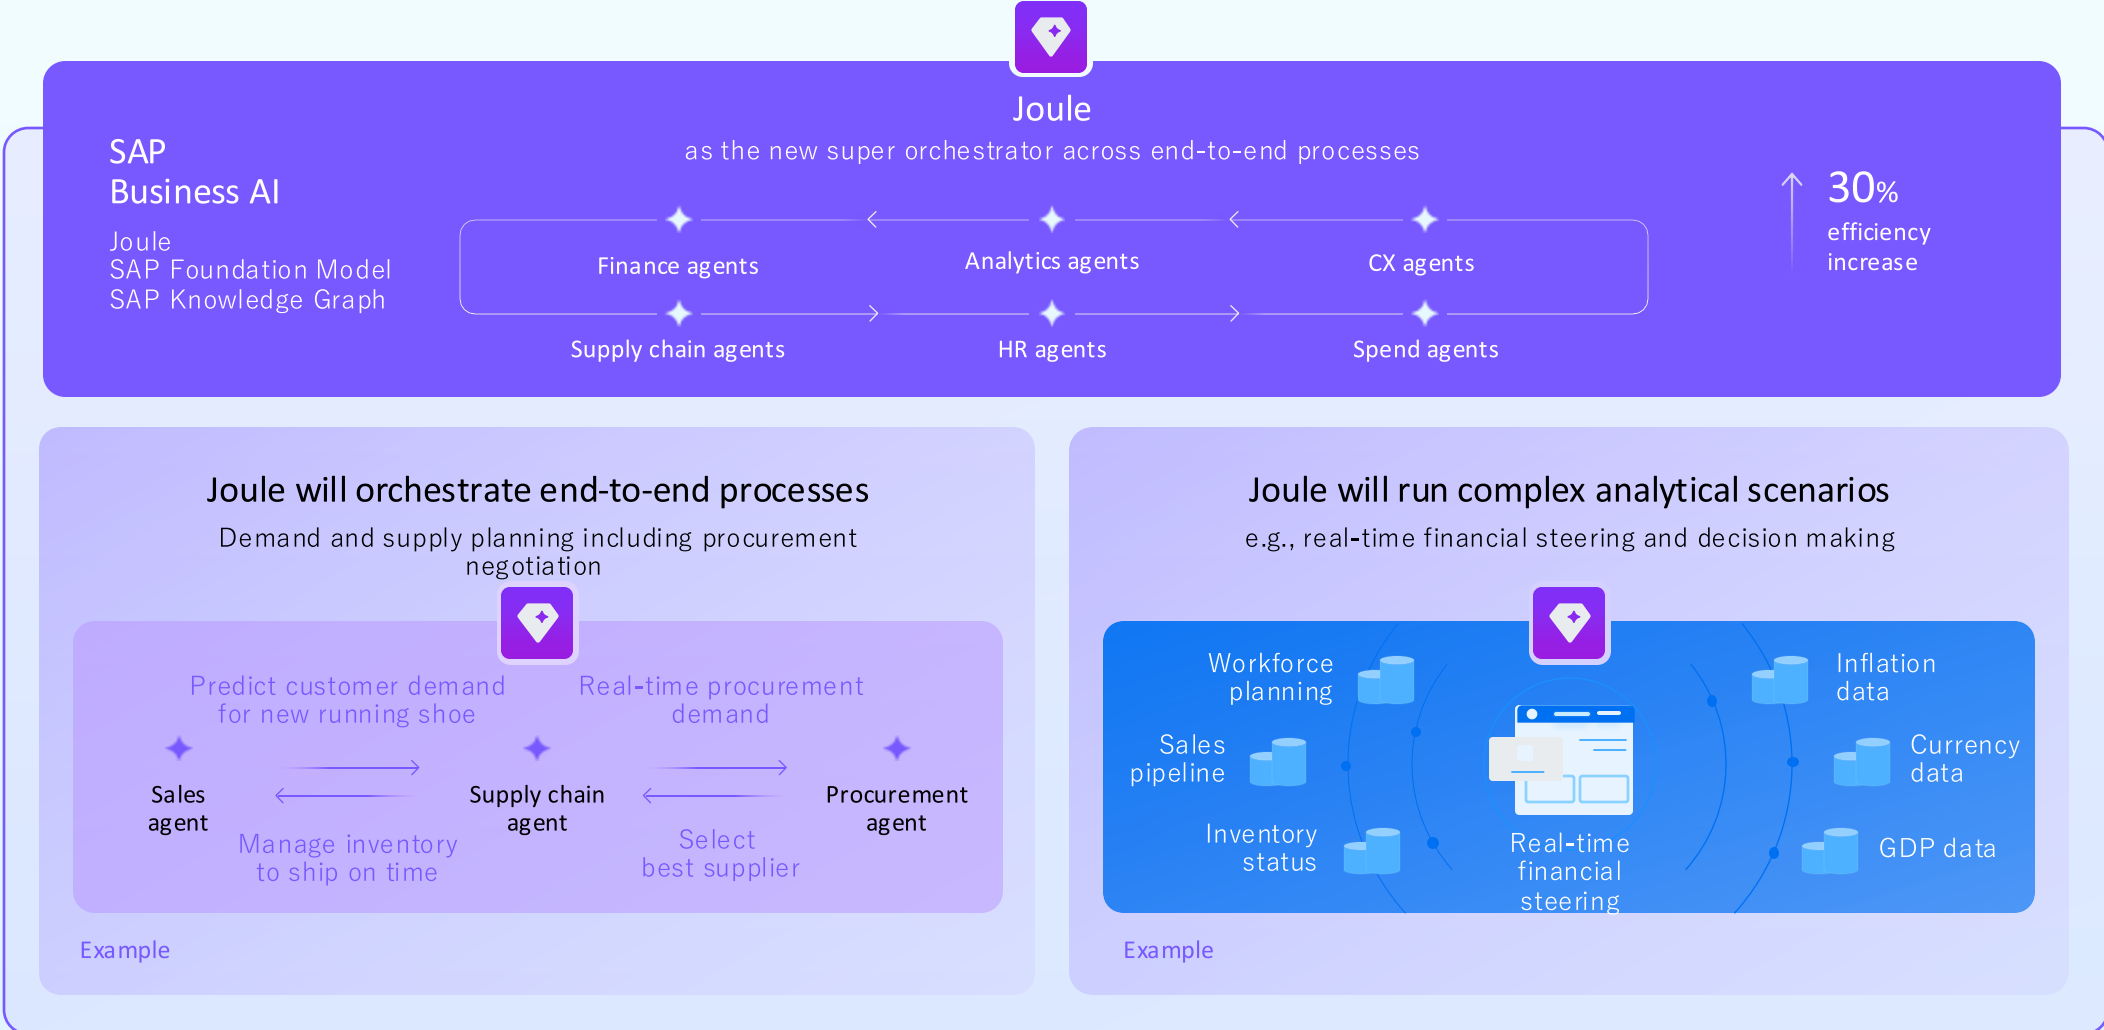 Joule
as the new super orchestrator across end-to-end processes
SAP
Business AI
Joule
SAP Foundation Model
SAP Knowledge Graph
Finance agents
Analytics agents
CX agents
Supply chain agents
HR agents
Spend agents
30%
efficiency
increase
Joule will orchestrate end-to-end processes
Demand and supply planning including procurement
negotiation
Predict customer demand
for new running shoe
Real-time procurement
demand
Sales
agent
Supply chain
agent
Procurement
agent
Manage inventory
to ship on time
Select
best supplier
Example
Joule will run complex analytical scenarios
e.g., real-time financial steering and decision making
Workforce
planning
Sales
pipeline
Inventory
status
Real-time
financial
steering
Inflation
data
Currency
data
GDP data
Example